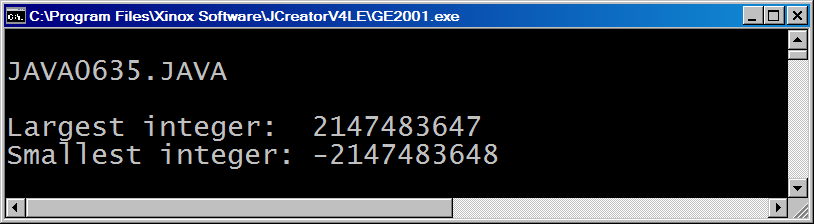 C:\Program Files\Xinox Software\JCreatorV4LE\GE2001.exe
JAVA0635.JAVA
Largest integer:  2147483647
Smallest integer: -2147483648